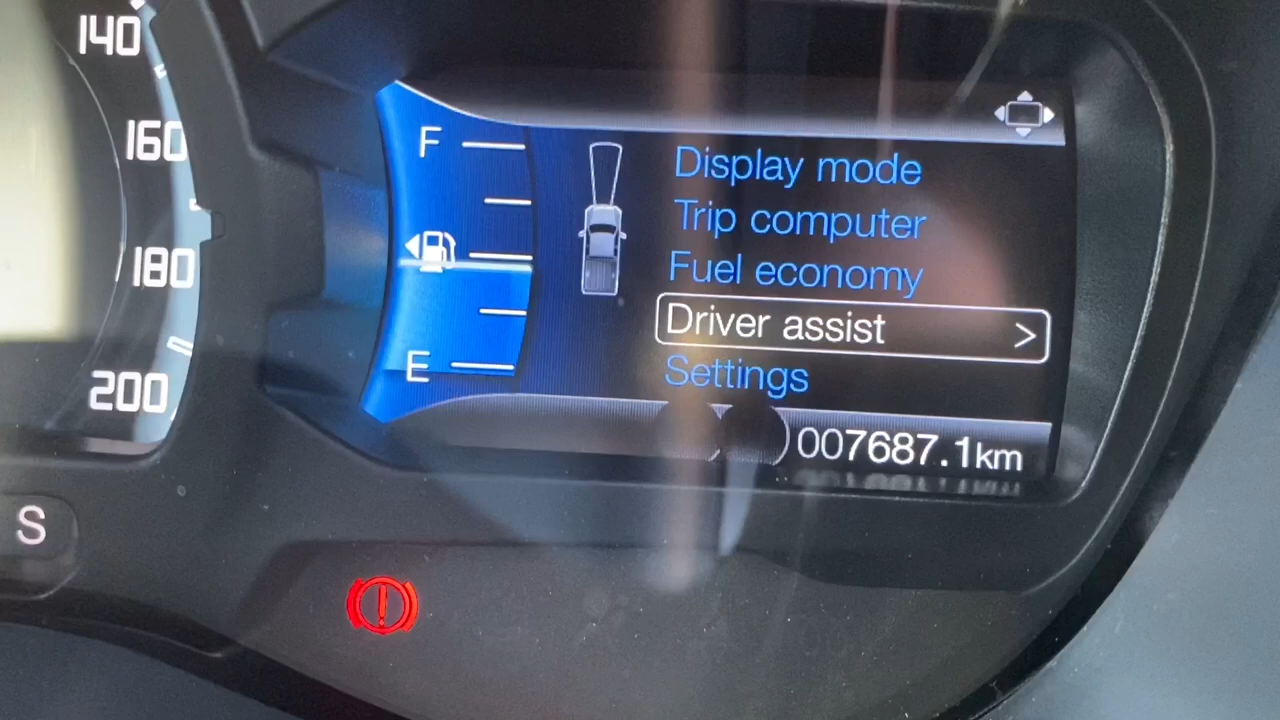 140
160
180
200
S
F
E
Display mode
Trip computer
Fuel economy
Driver assist >
Settings
007687.1km